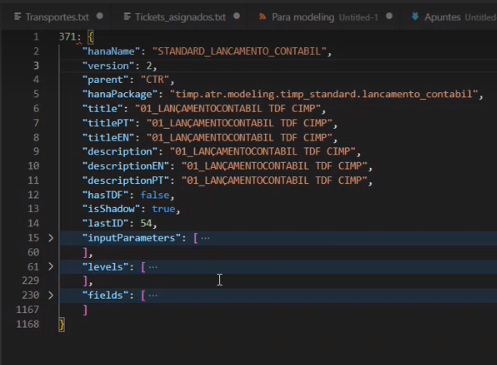 Transportes.txt
Tickets_asignados.txt
Para modeling Untitled-1
Apuntes Untitled
1 371: {
2 "hanaName": "STANDARD_LANCAMENTO_CONTABIL",
3 "version": 2,
4 "parent": "CTR",
5 "hanaPackage": "timp.atr.modeling.timp_standard.lancamento_contabil",
6 "title": "01_LANÇAMENTOCONTABIL TDF CIMP",
7 "titlePT": "01_LANÇAMENTOCONTABIL TDF CIMP",
8 "titleEN": "01_LANÇAMENTOCONTABIL TDF CIMP",
9 "description": "01_LANÇAMENTOCONTABIL TDF CIMP",
10 "descriptionEN": "01_LANÇAMENTOCONTABIL TDF CIMP",
11 "descriptionPT": "01_LANÇAMENTOCONTABIL TDF CIMP",
12 "hasTDF": false,
13 "isShadow": true,
14 "lastID": 54,
15 "inputParameters": [ ···
60 ],
61 "levels": [ ···
229 ],
230 "fields": [ ···
1167 ]
1168 }